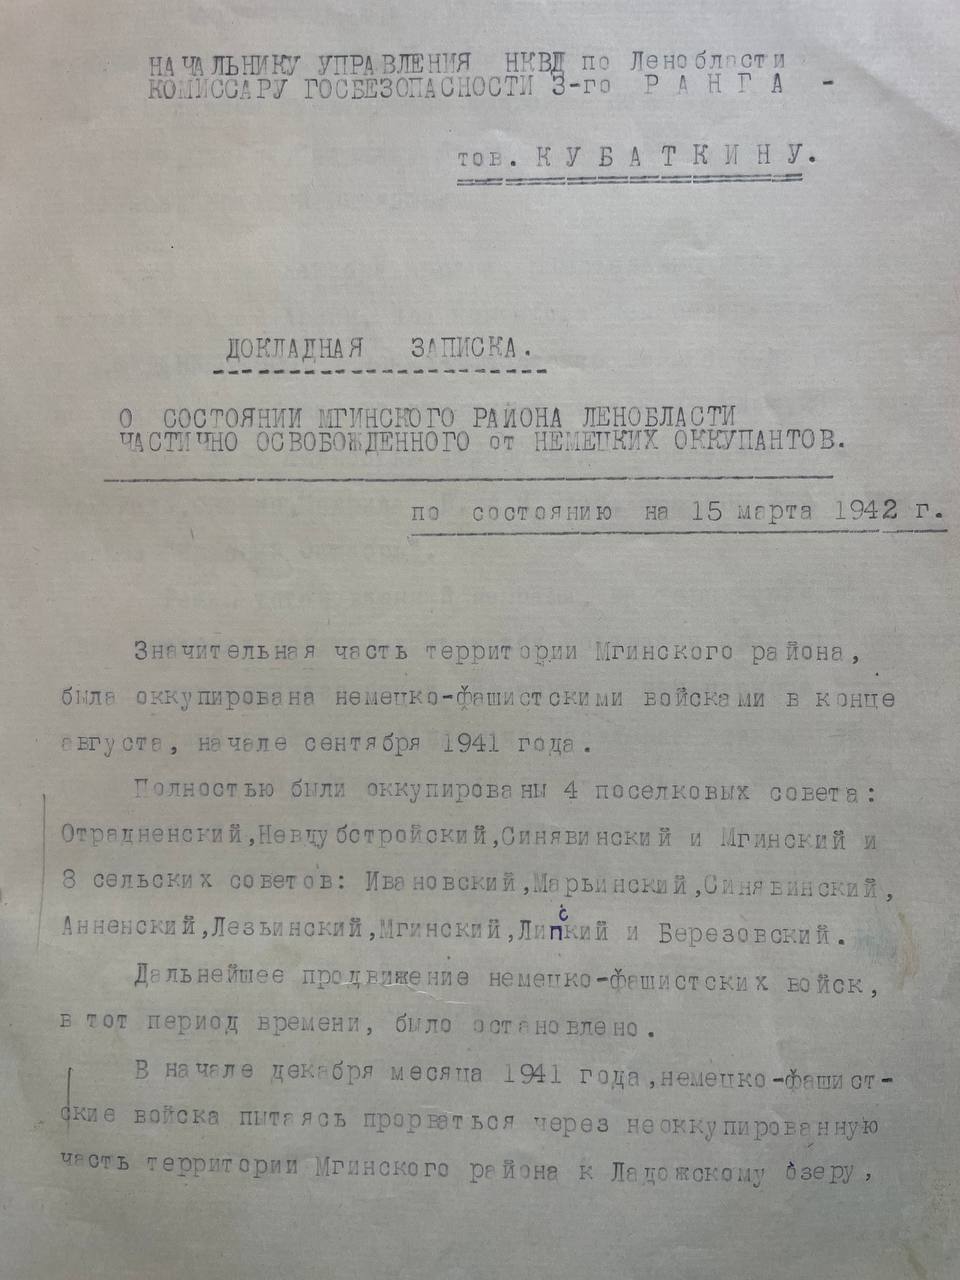 НАЧАЛЬНИКУ УПРАВЛЕНИЯ НКВД по Ленобласти
КОМИССАРУ ГОСБЕЗОПАСНОСТИ 3-го Р А Н Г А -
тов. К У Б А Т К И Н У.
ДОКЛАДНАЯ ЗАПИСКА.
О СОСТОЯНИИ МГИНСКОГО РАЙОНА ЛЕНОБЛАСТИ
ЧАСТИЧНО ОСВОБОЖДЕННОГО от НЕМЕЦКИХ ОККУПАНТОВ.
по состоянию на 15 марта 1942 г.
Значительная часть территории Мгинского района,
была оккупирована немецко-фашистскими войсками в конце
августа, начале сентября 1941 года.
Полностью были оккупированы 4 поселковых совета:
Отрадненский,Невдубстройский,Синявинский и Мгинский и
8 сельских советов: Ивановский,Марьинский,Синявинский,
Анненский,Лезьинский,Мгинский,Липский и Березовский.
Дальнейшее продвижение немецко-фашистских войск,
в тот период времени, было остановлено.
В начале декабря месяца 1941 года,немецко-фашист-
ские войска пытаясь прорваться через неоккупированную
часть территории Мгинского района к Ладожскому озеру,